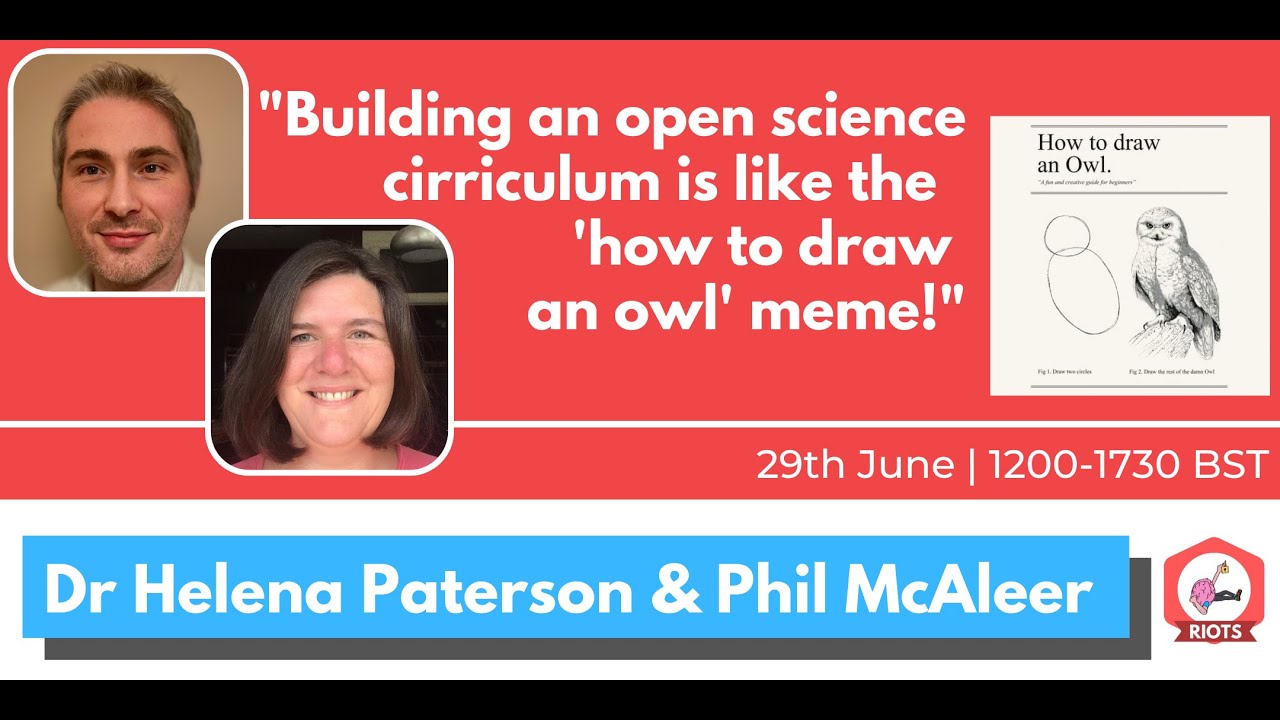 "Building an open science
cirriculum is like the
'how to draw
an owl' meme!"
How to draw
an Owl.
"A fun and creative guide for beginners"
Fig 1. Draw two circles
Fig 2. Draw the rest of the damn Owl
29th June | 1200-1730 BST
Dr Helena Paterson & Phil McAleer
RIOTS